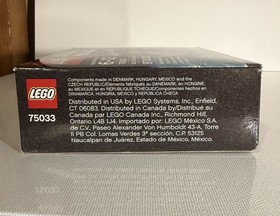 Components made in DENMARK, HUNGARY, MEXICO and the
CZECH REPUBLIC/Eléments fabriqués au DANEMARK, en HONGRIE,
au MEXIQUE et en RÉPUBLIQUE TCHÈQUE/Componentes hechos en
DINAMARCA, HUNGRÍA, MÉXICO y REPÚBLICA CHECA.
LEGO
75033
Distributed in USA by LEGO Systems, Inc., Enfield,
CT 06083. Distributed in Canada by/Distribué au
Canada par LEGO Canada Inc., Richmond Hill,
Ontario L4B 1J4. Importado por LEGO México S.A.
de C.V. Paseo Alexander Von Humboldt 43-A, Torre
II PB Col. Lomas Verdes 3ª sección, C.P. 53125
Naucalpan de Juárez, Estado de México, México